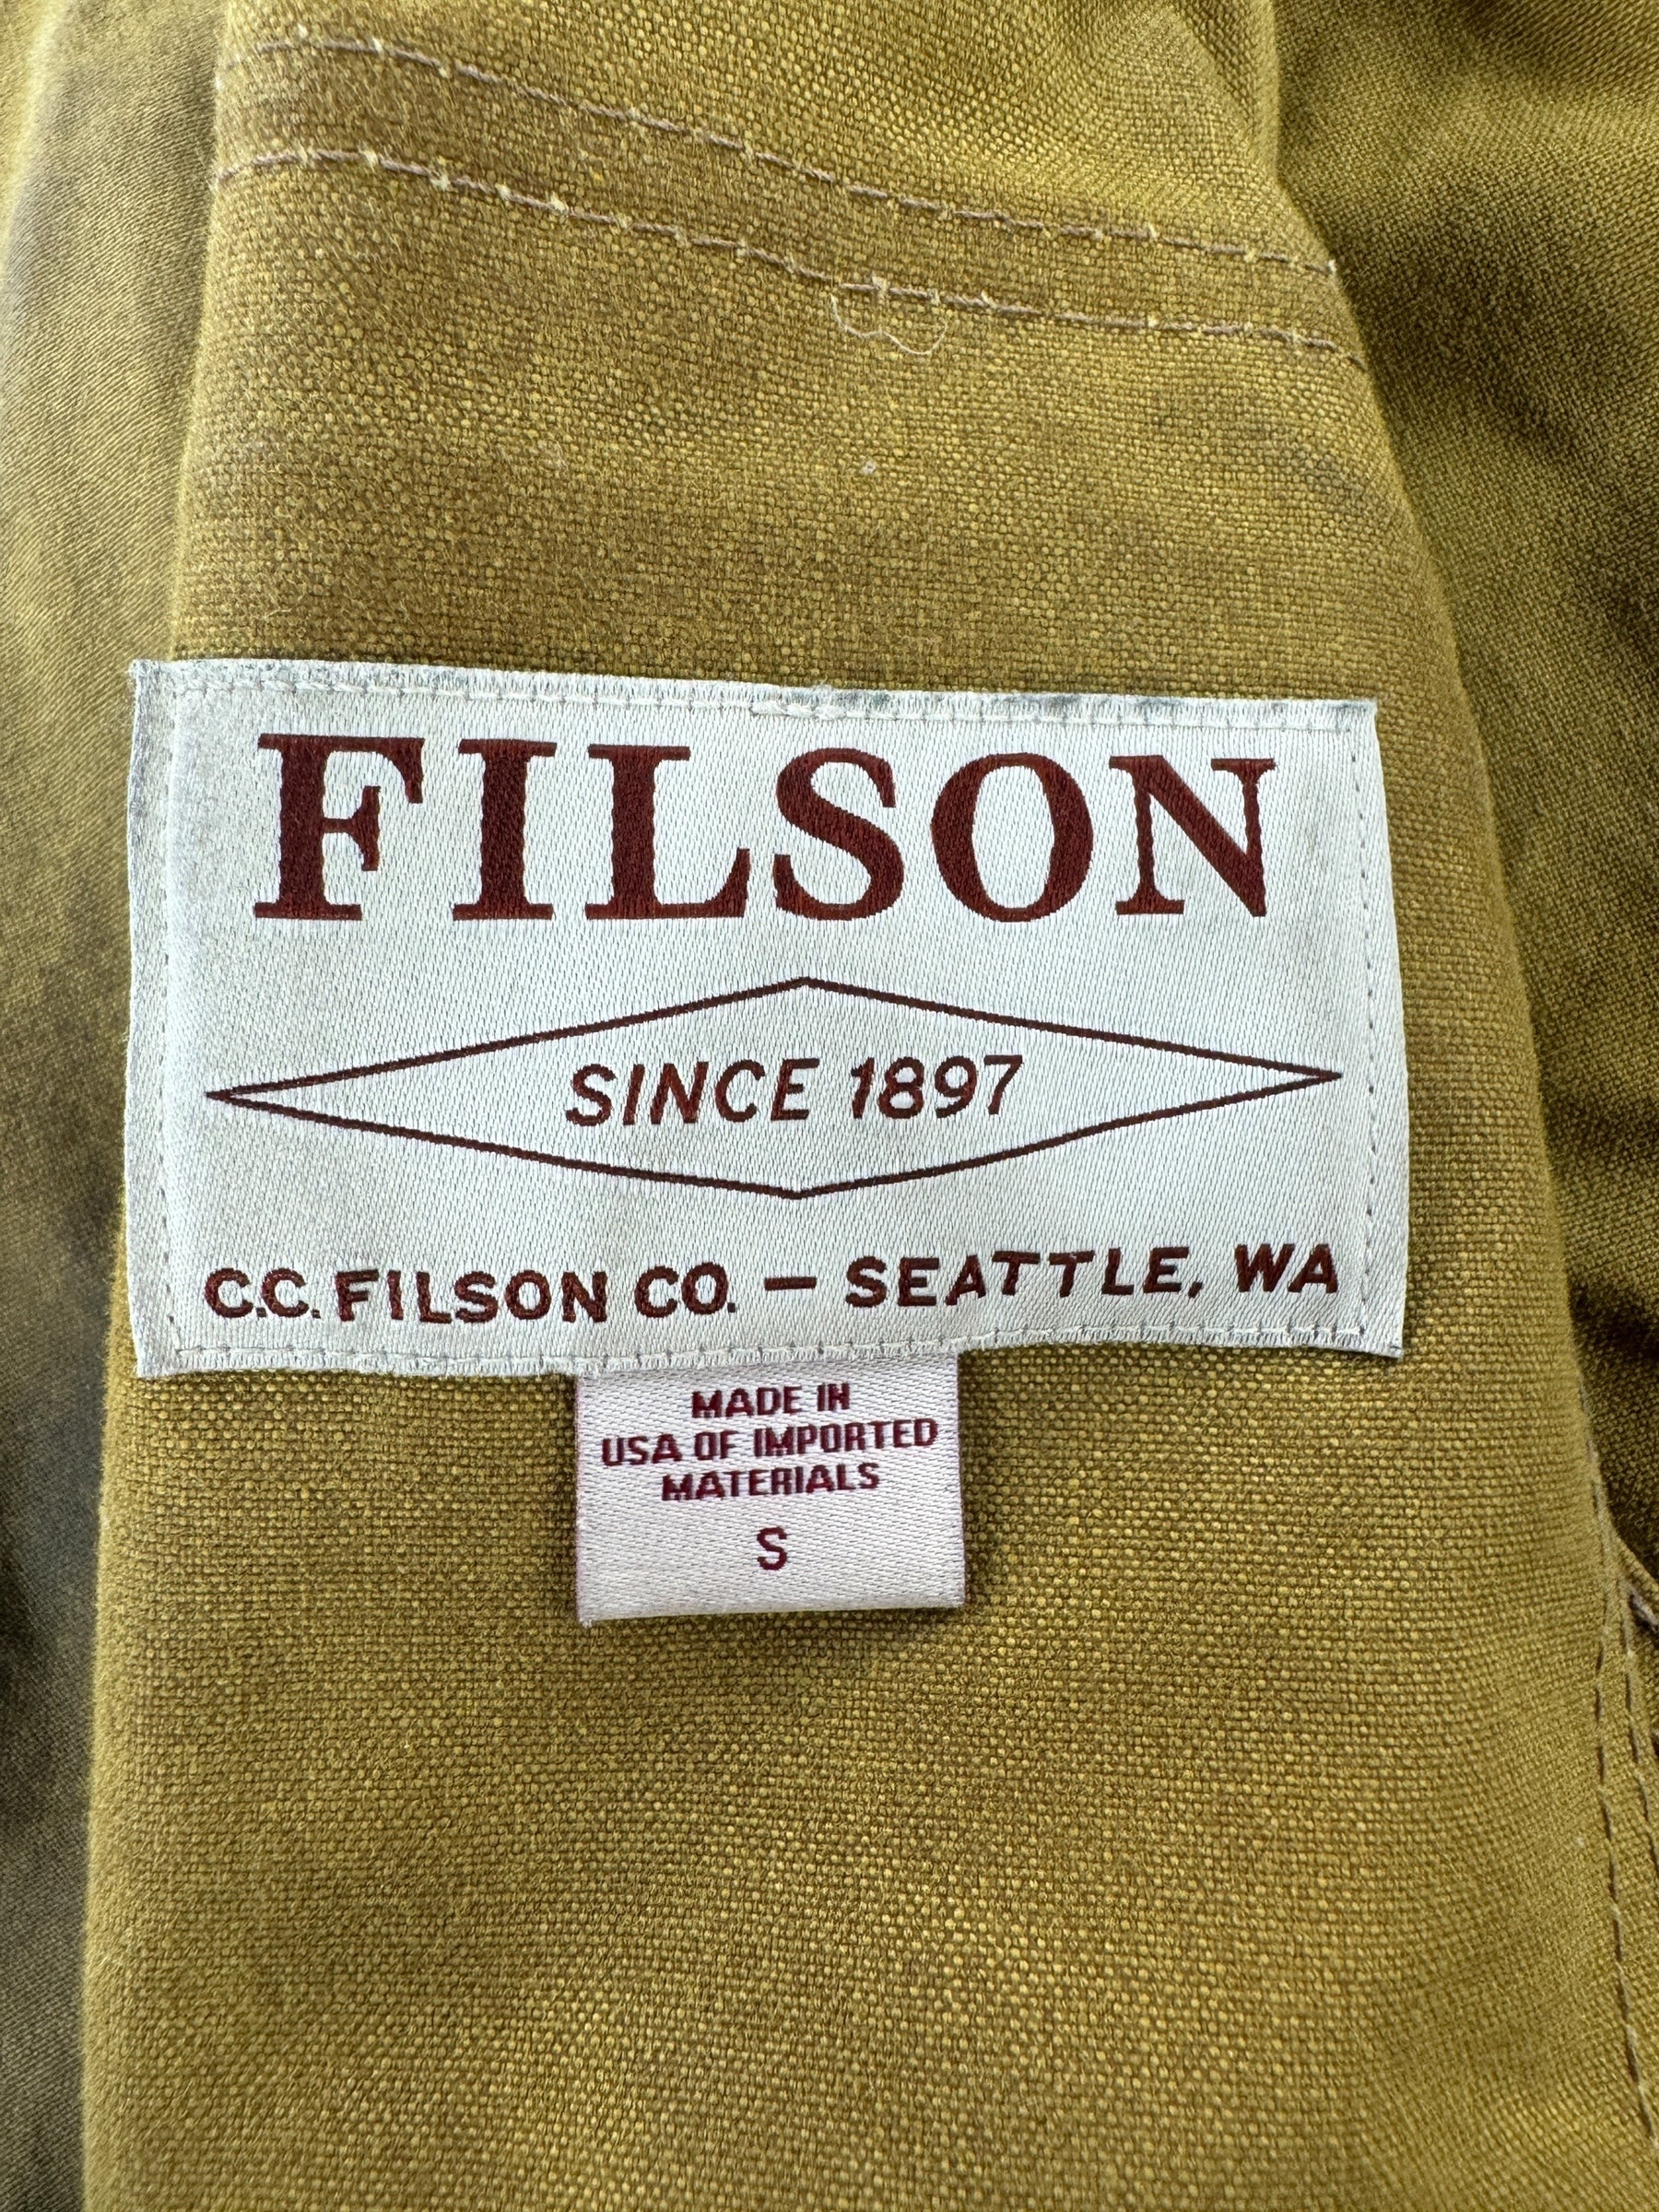 FILSON
SINCE 1897
C.C. FILSON CO. — SEATTLE, WA
MADE IN
USA OF IMPORTED
MATERIALS
S